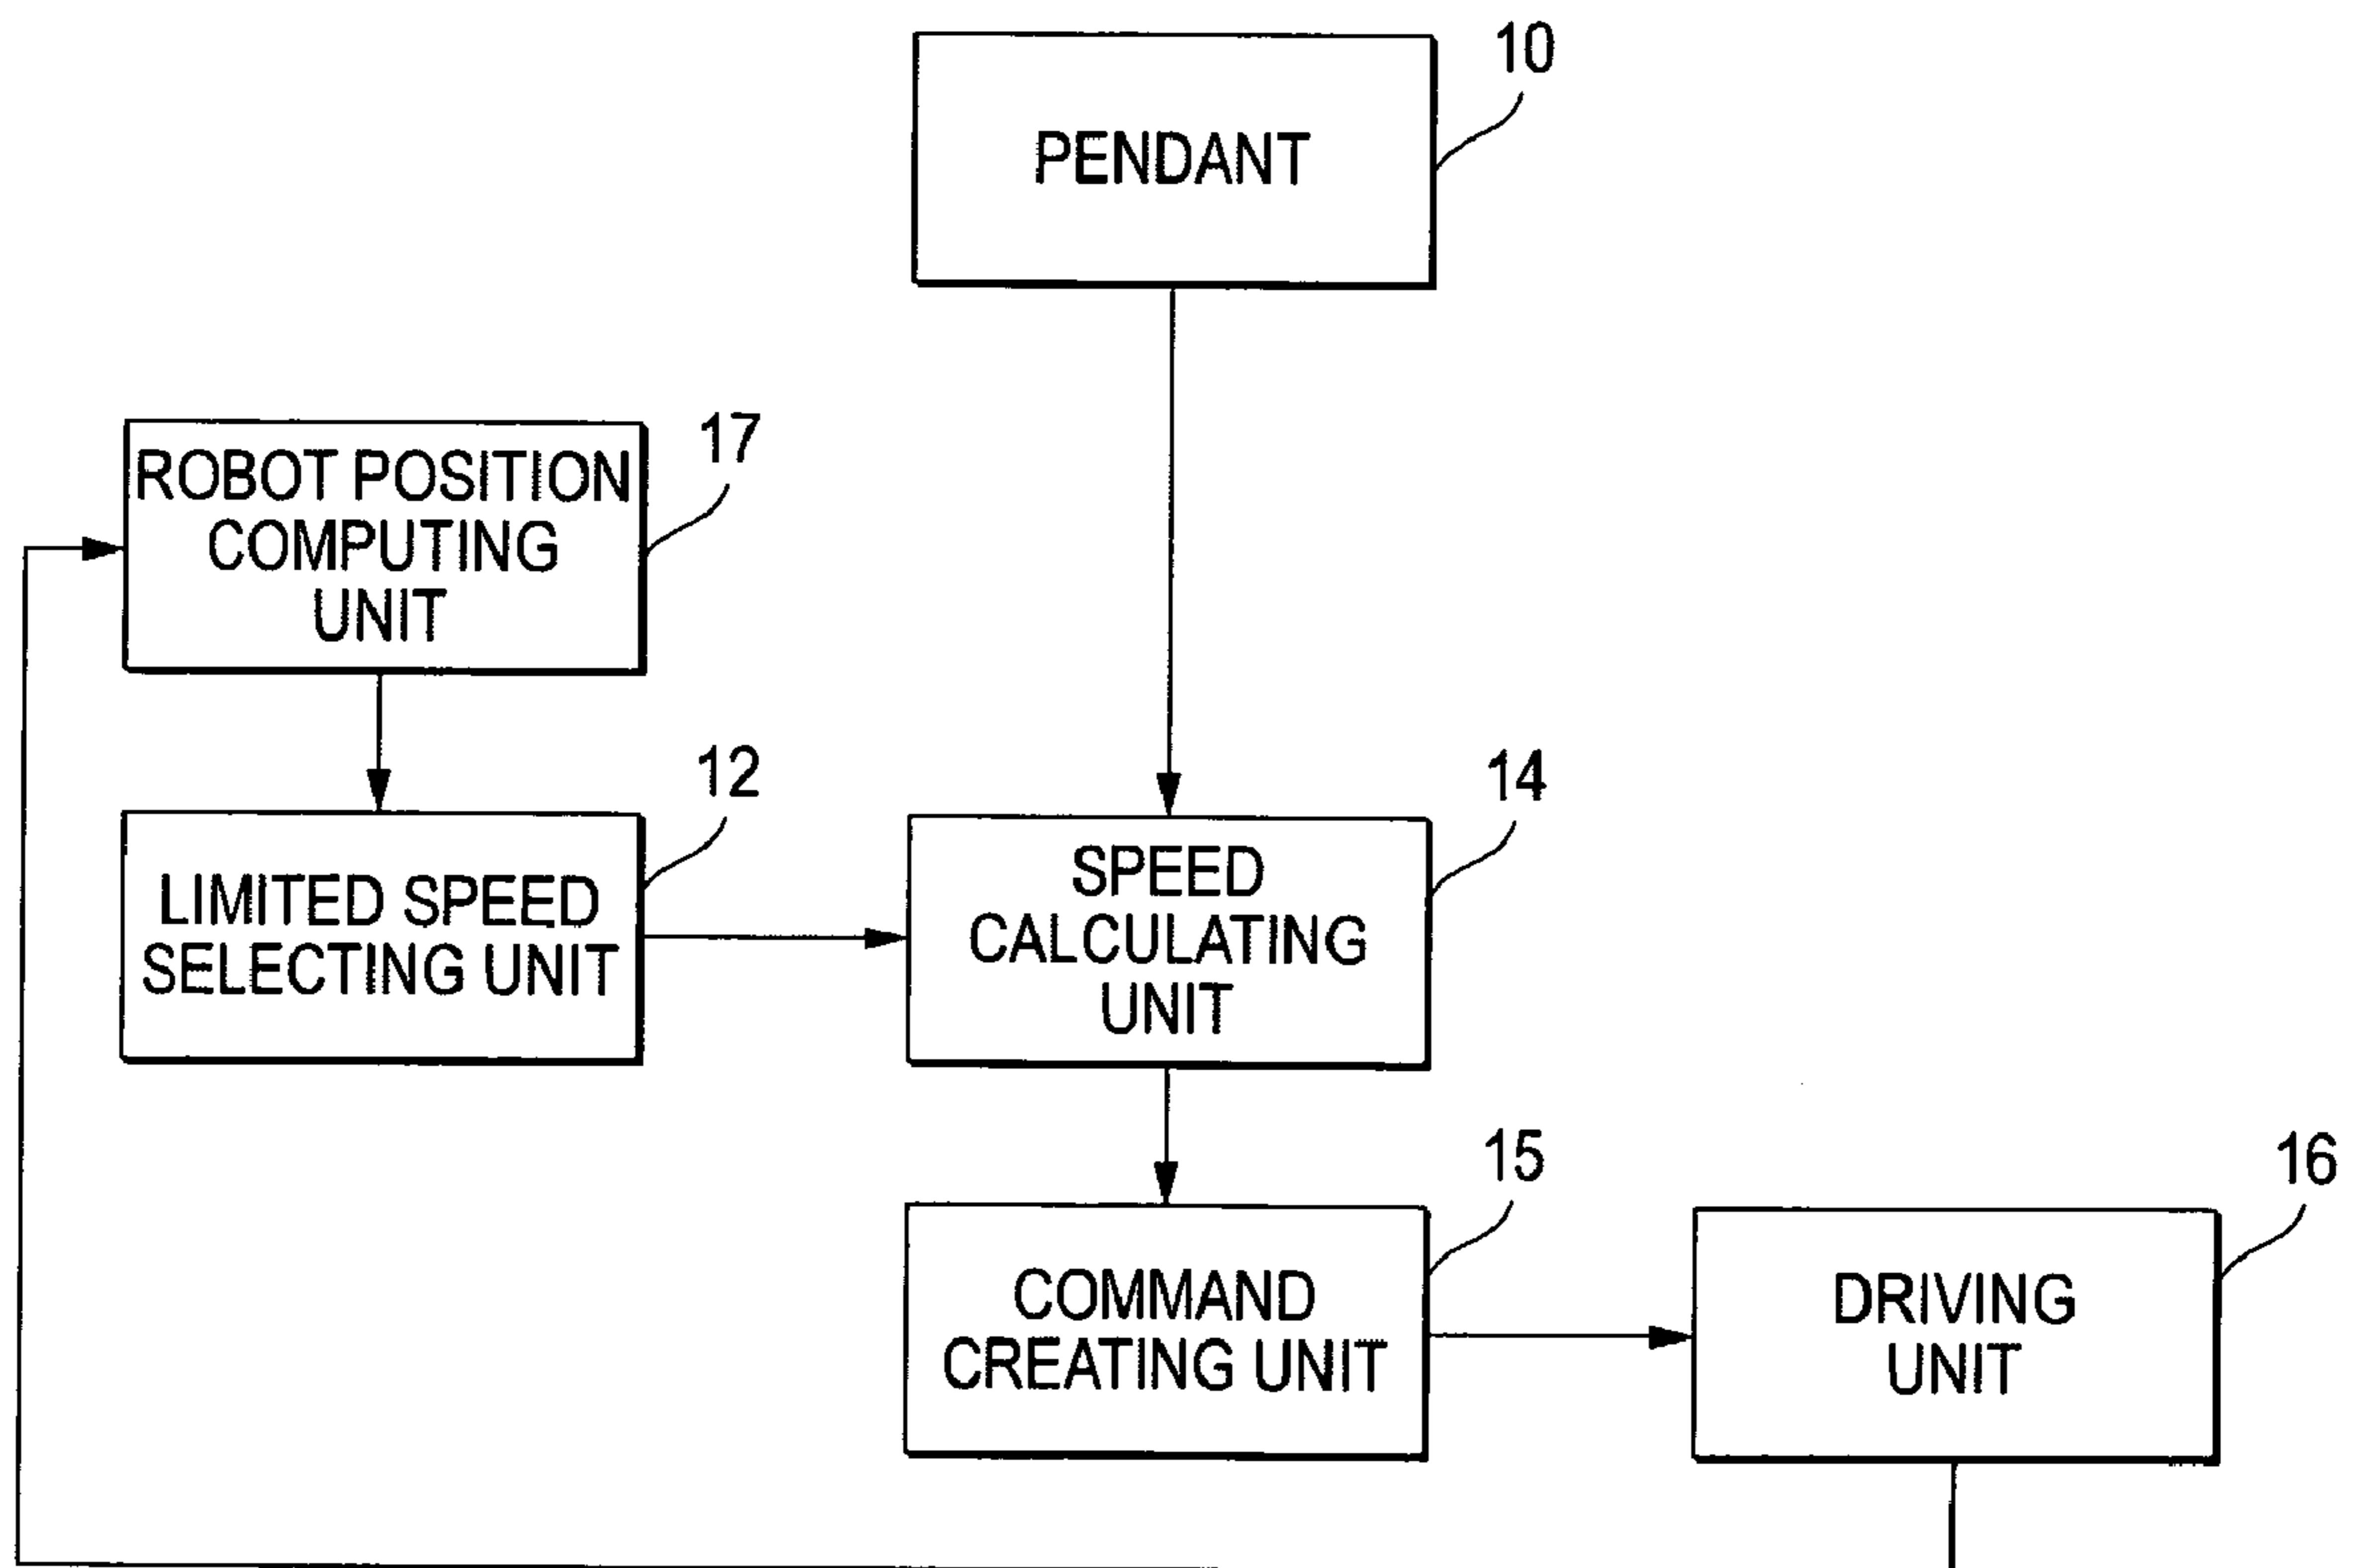 10
PENDANT
17
ROBOT POSITION
COMPUTING
UNIT
12
LIMITED SPEED
SELECTING UNIT
14
SPEED
CALCULATING
UNIT
15
COMMAND
CREATING UNIT
16
DRIVING
UNIT